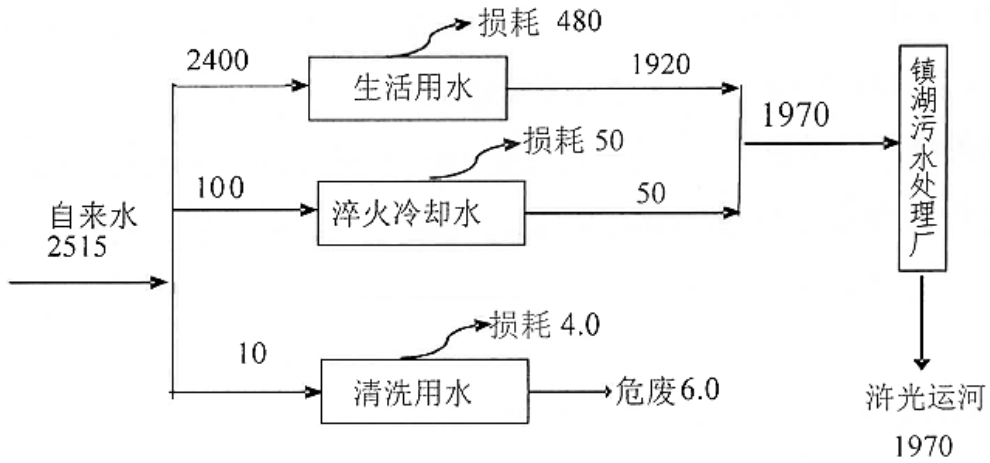 损耗 480
2400
生活用水
1920
损耗 50
1970
镇湖污水处理厂
100
淬火冷却水
50
自来水
2515
损耗 4.0
10
清洗用水
危废6.0
浒光运河
1970